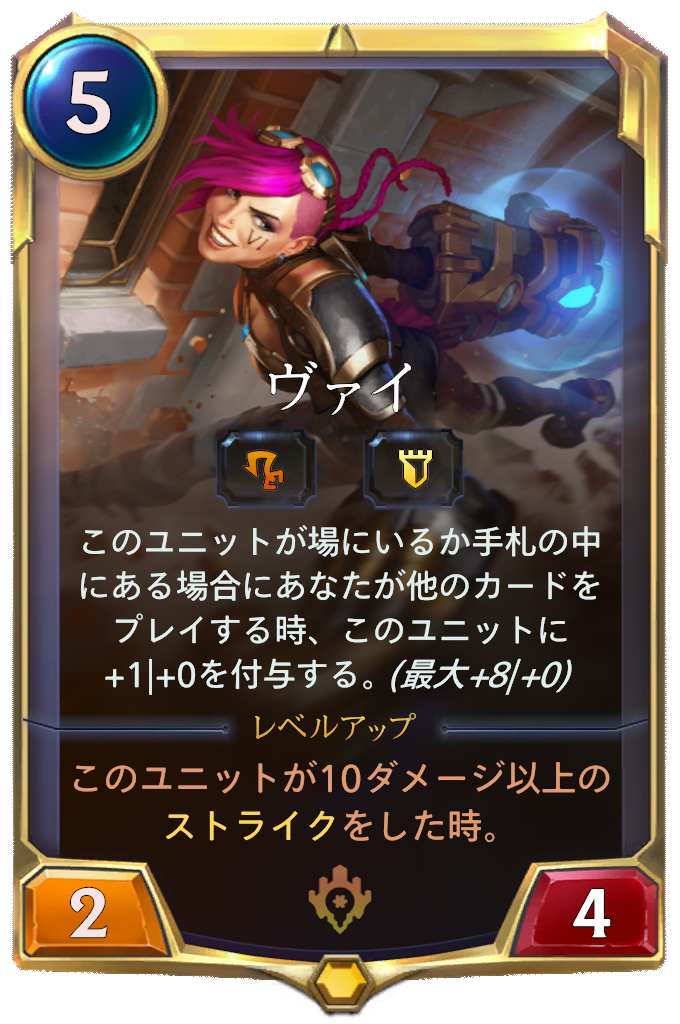 5
VI
ヴァイ
このユニットが場にいるか手札の中
にある場合にあなたが他のカードを
プレイする時、このユニットに
+1|+0を付与する。(最大+8|+0)
レベルアップ
このユニットが10ダメージ以上の
ストライクをした時。
2
4